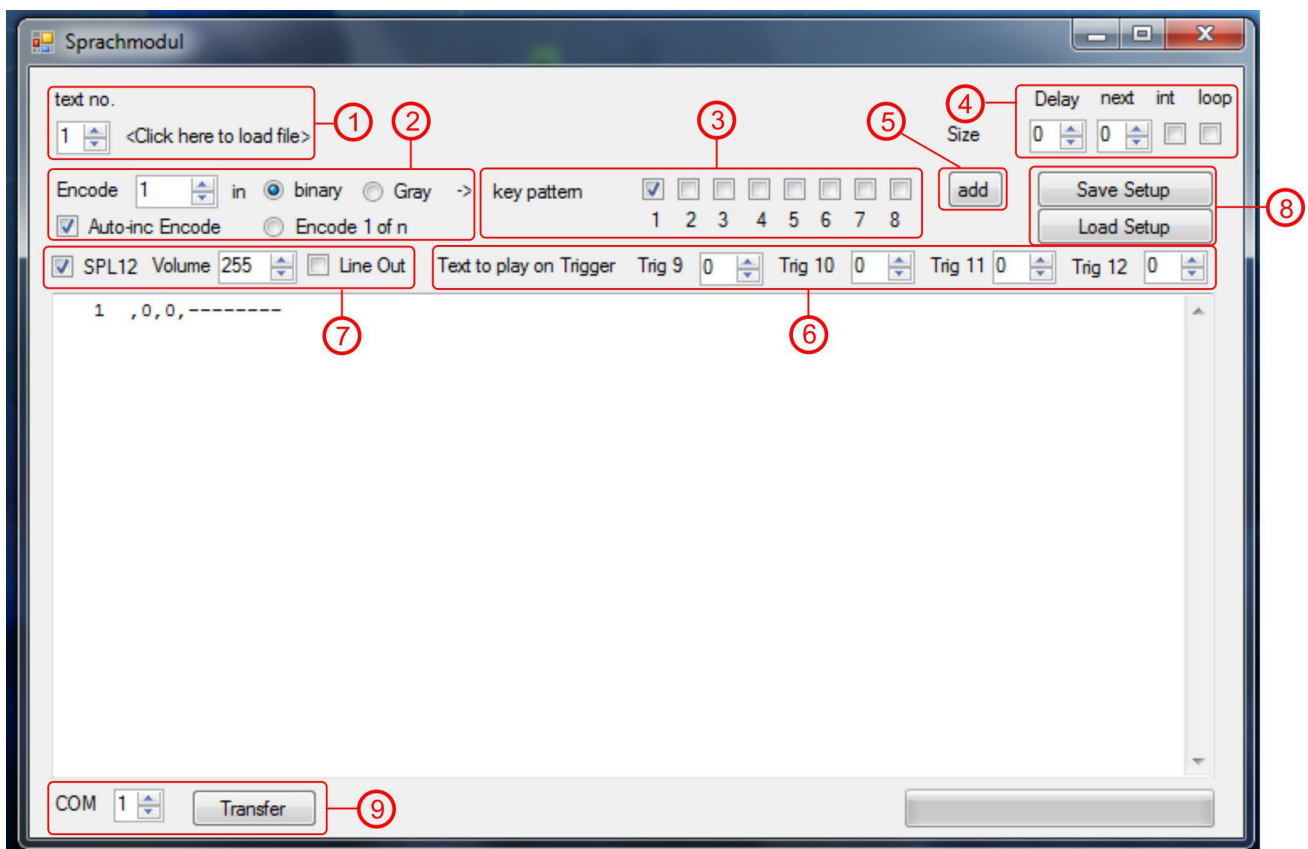 Sprachmodul
text no.
1 <Click here to load file>
1
2
3
5
Size
4
Delay next int loop
0 0
Encode 1 in binary Gray -> key pattern
add
Save Setup
8
Auto-inc Encode Encode 1 of n
1 2 3 4 5 6 7 8
Load Setup
SPL12 Volume 255 Line Out Text to play on Trigger Trig 9 0 Trig 10 0 Trig 11 0 Trig 12 0
1 ,0,0,--------
7
6
COM 1 Transfer
9